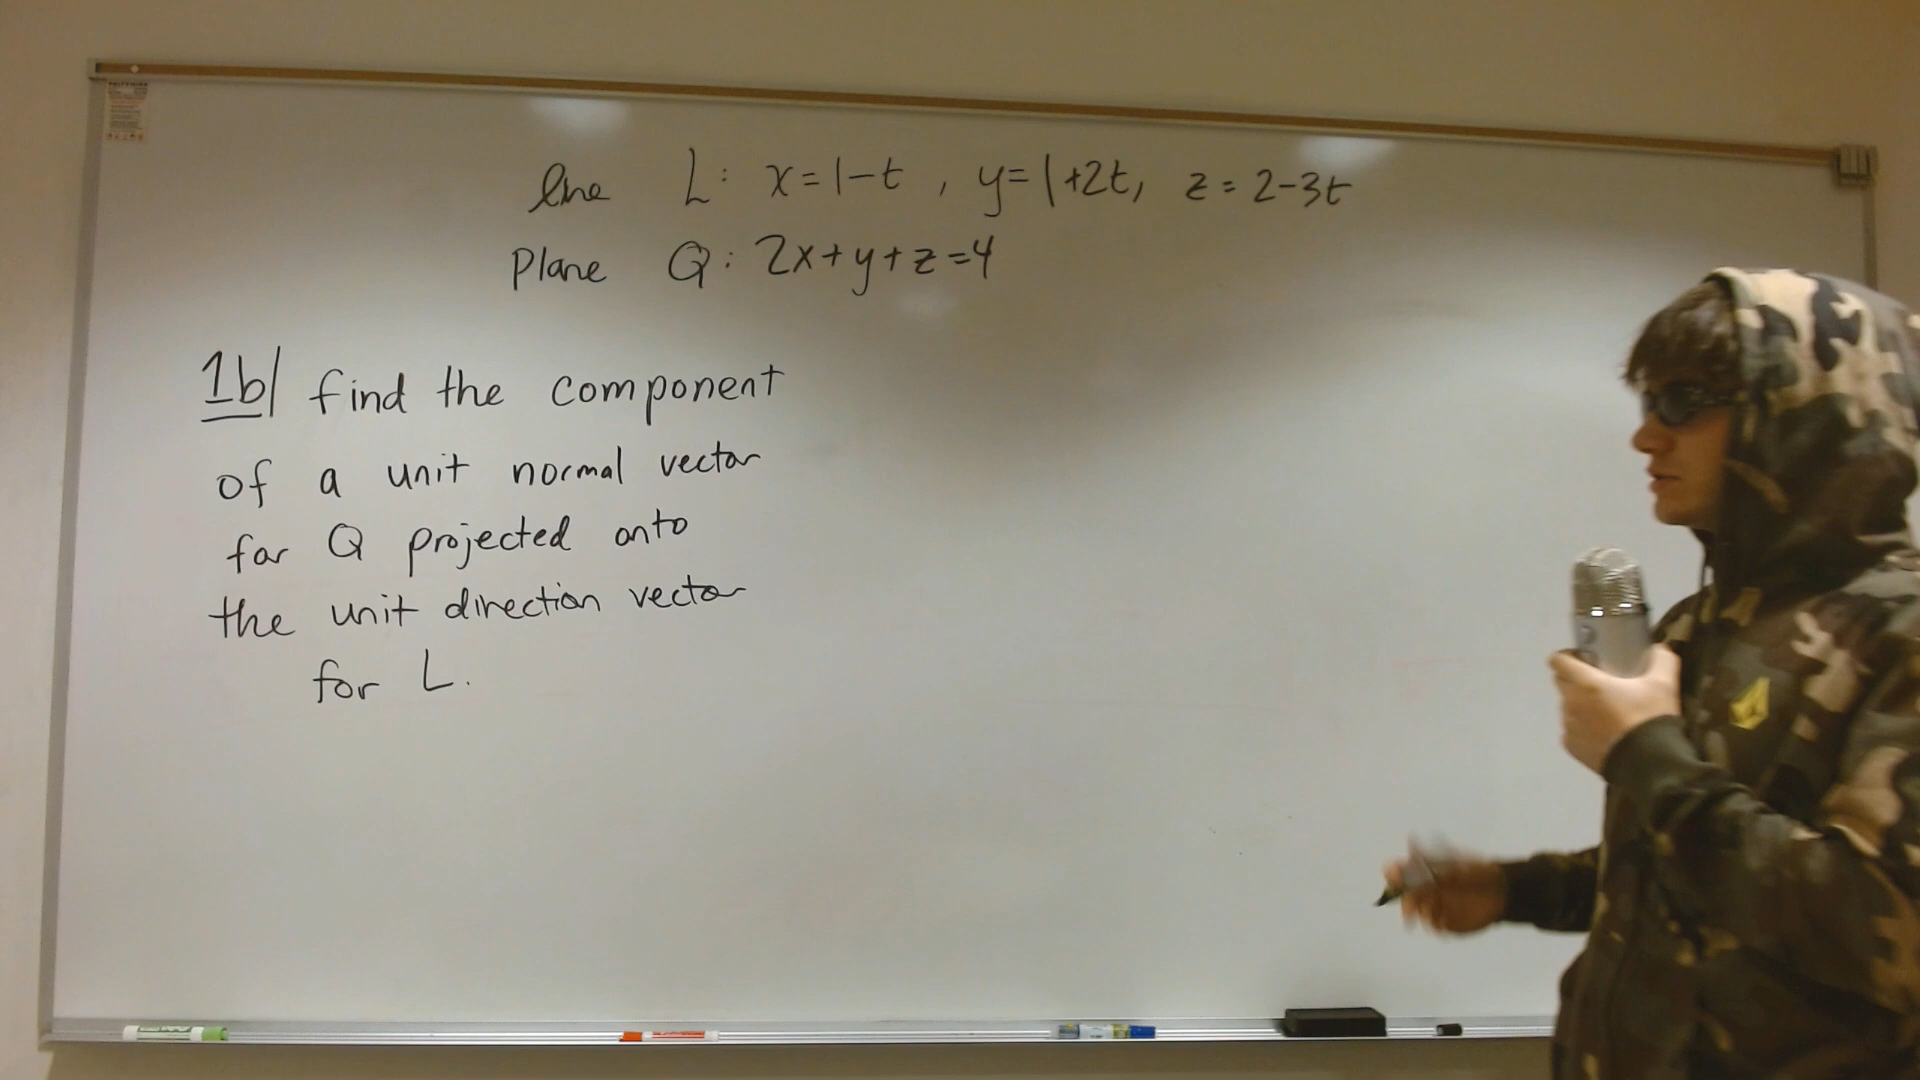 line L: x=1-t, y=1+2t, z=2-3t
Plane Q: 2x+y+z=4
1b| find the component
of a unit normal vector
for Q projected onto
the unit direction vector
for L.